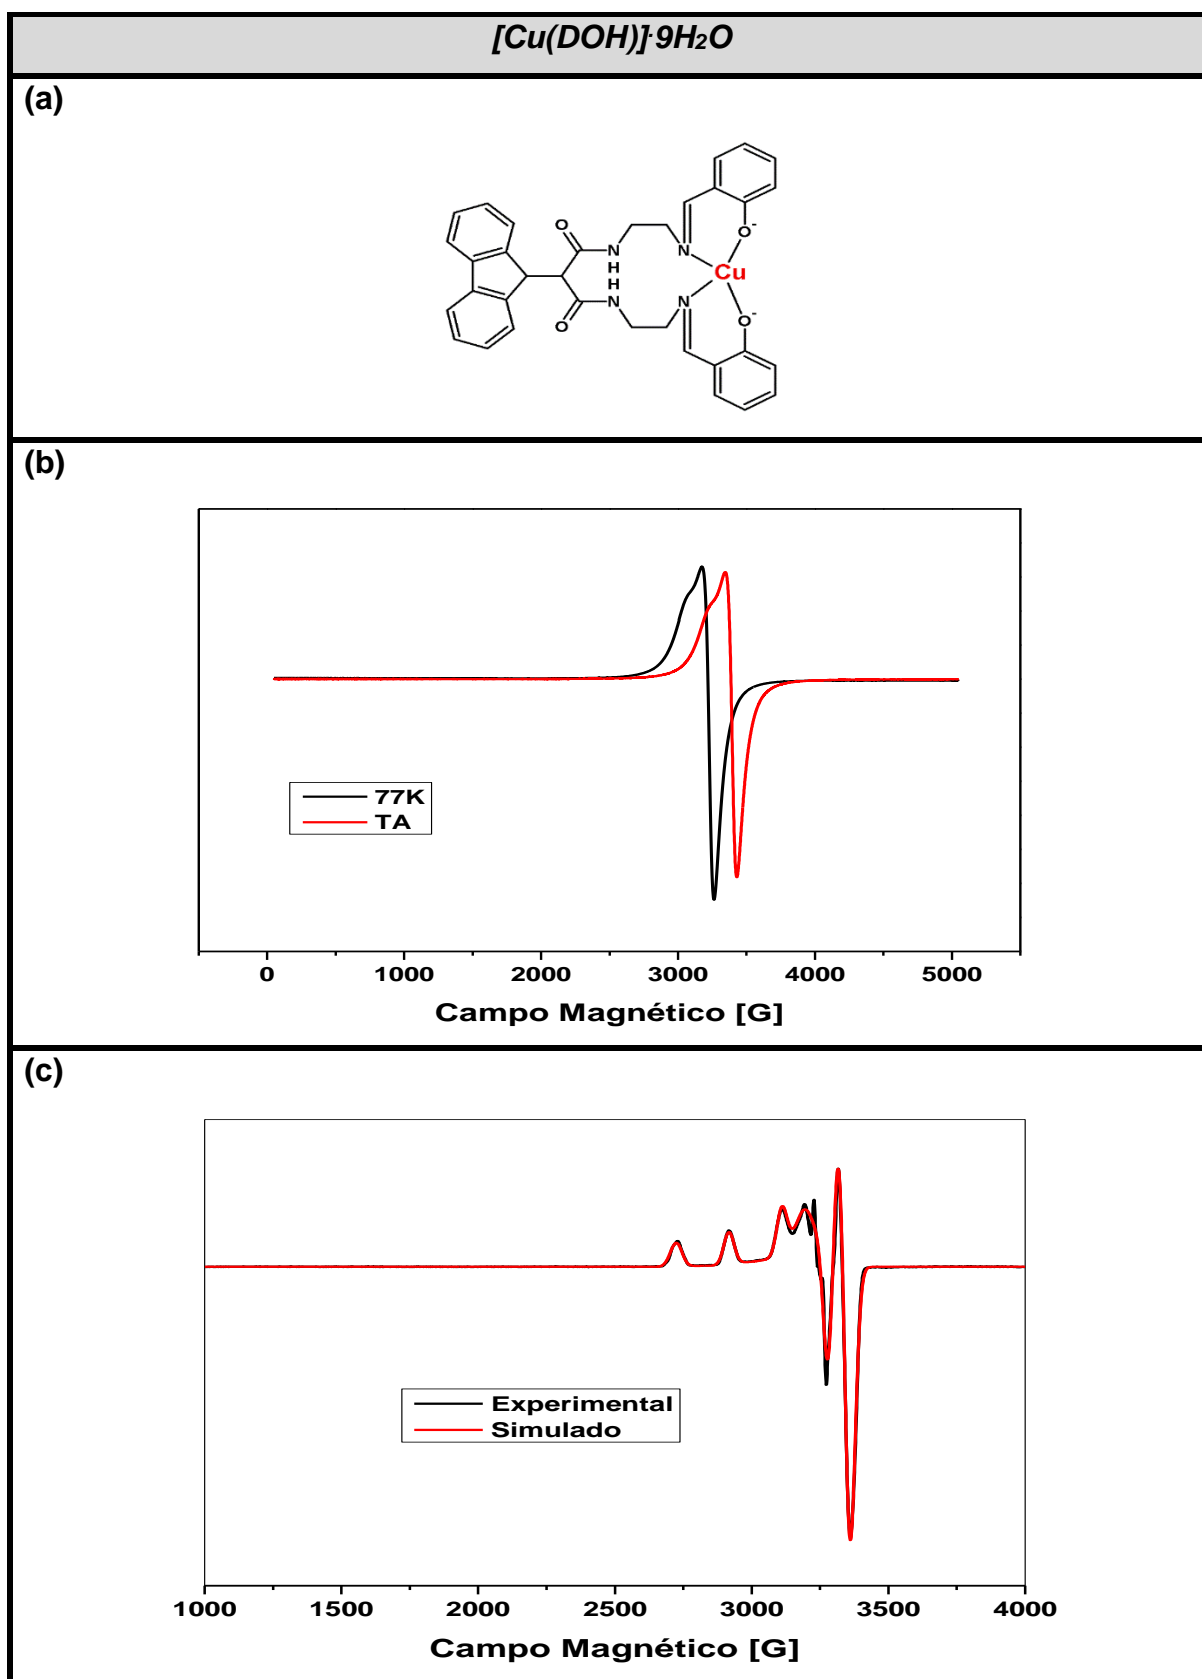 [Cu(DOH)]·9H₂O
(a)
O
O⁻
N
N
H
Cu
H
N
N
O
O⁻
(b)
77K
TA
0 1000 2000 3000 4000 5000
Campo Magnético [G]
(c)
Experimental
Simulado
1000 1500 2000 2500 3000 3500 4000
Campo Magnético [G]